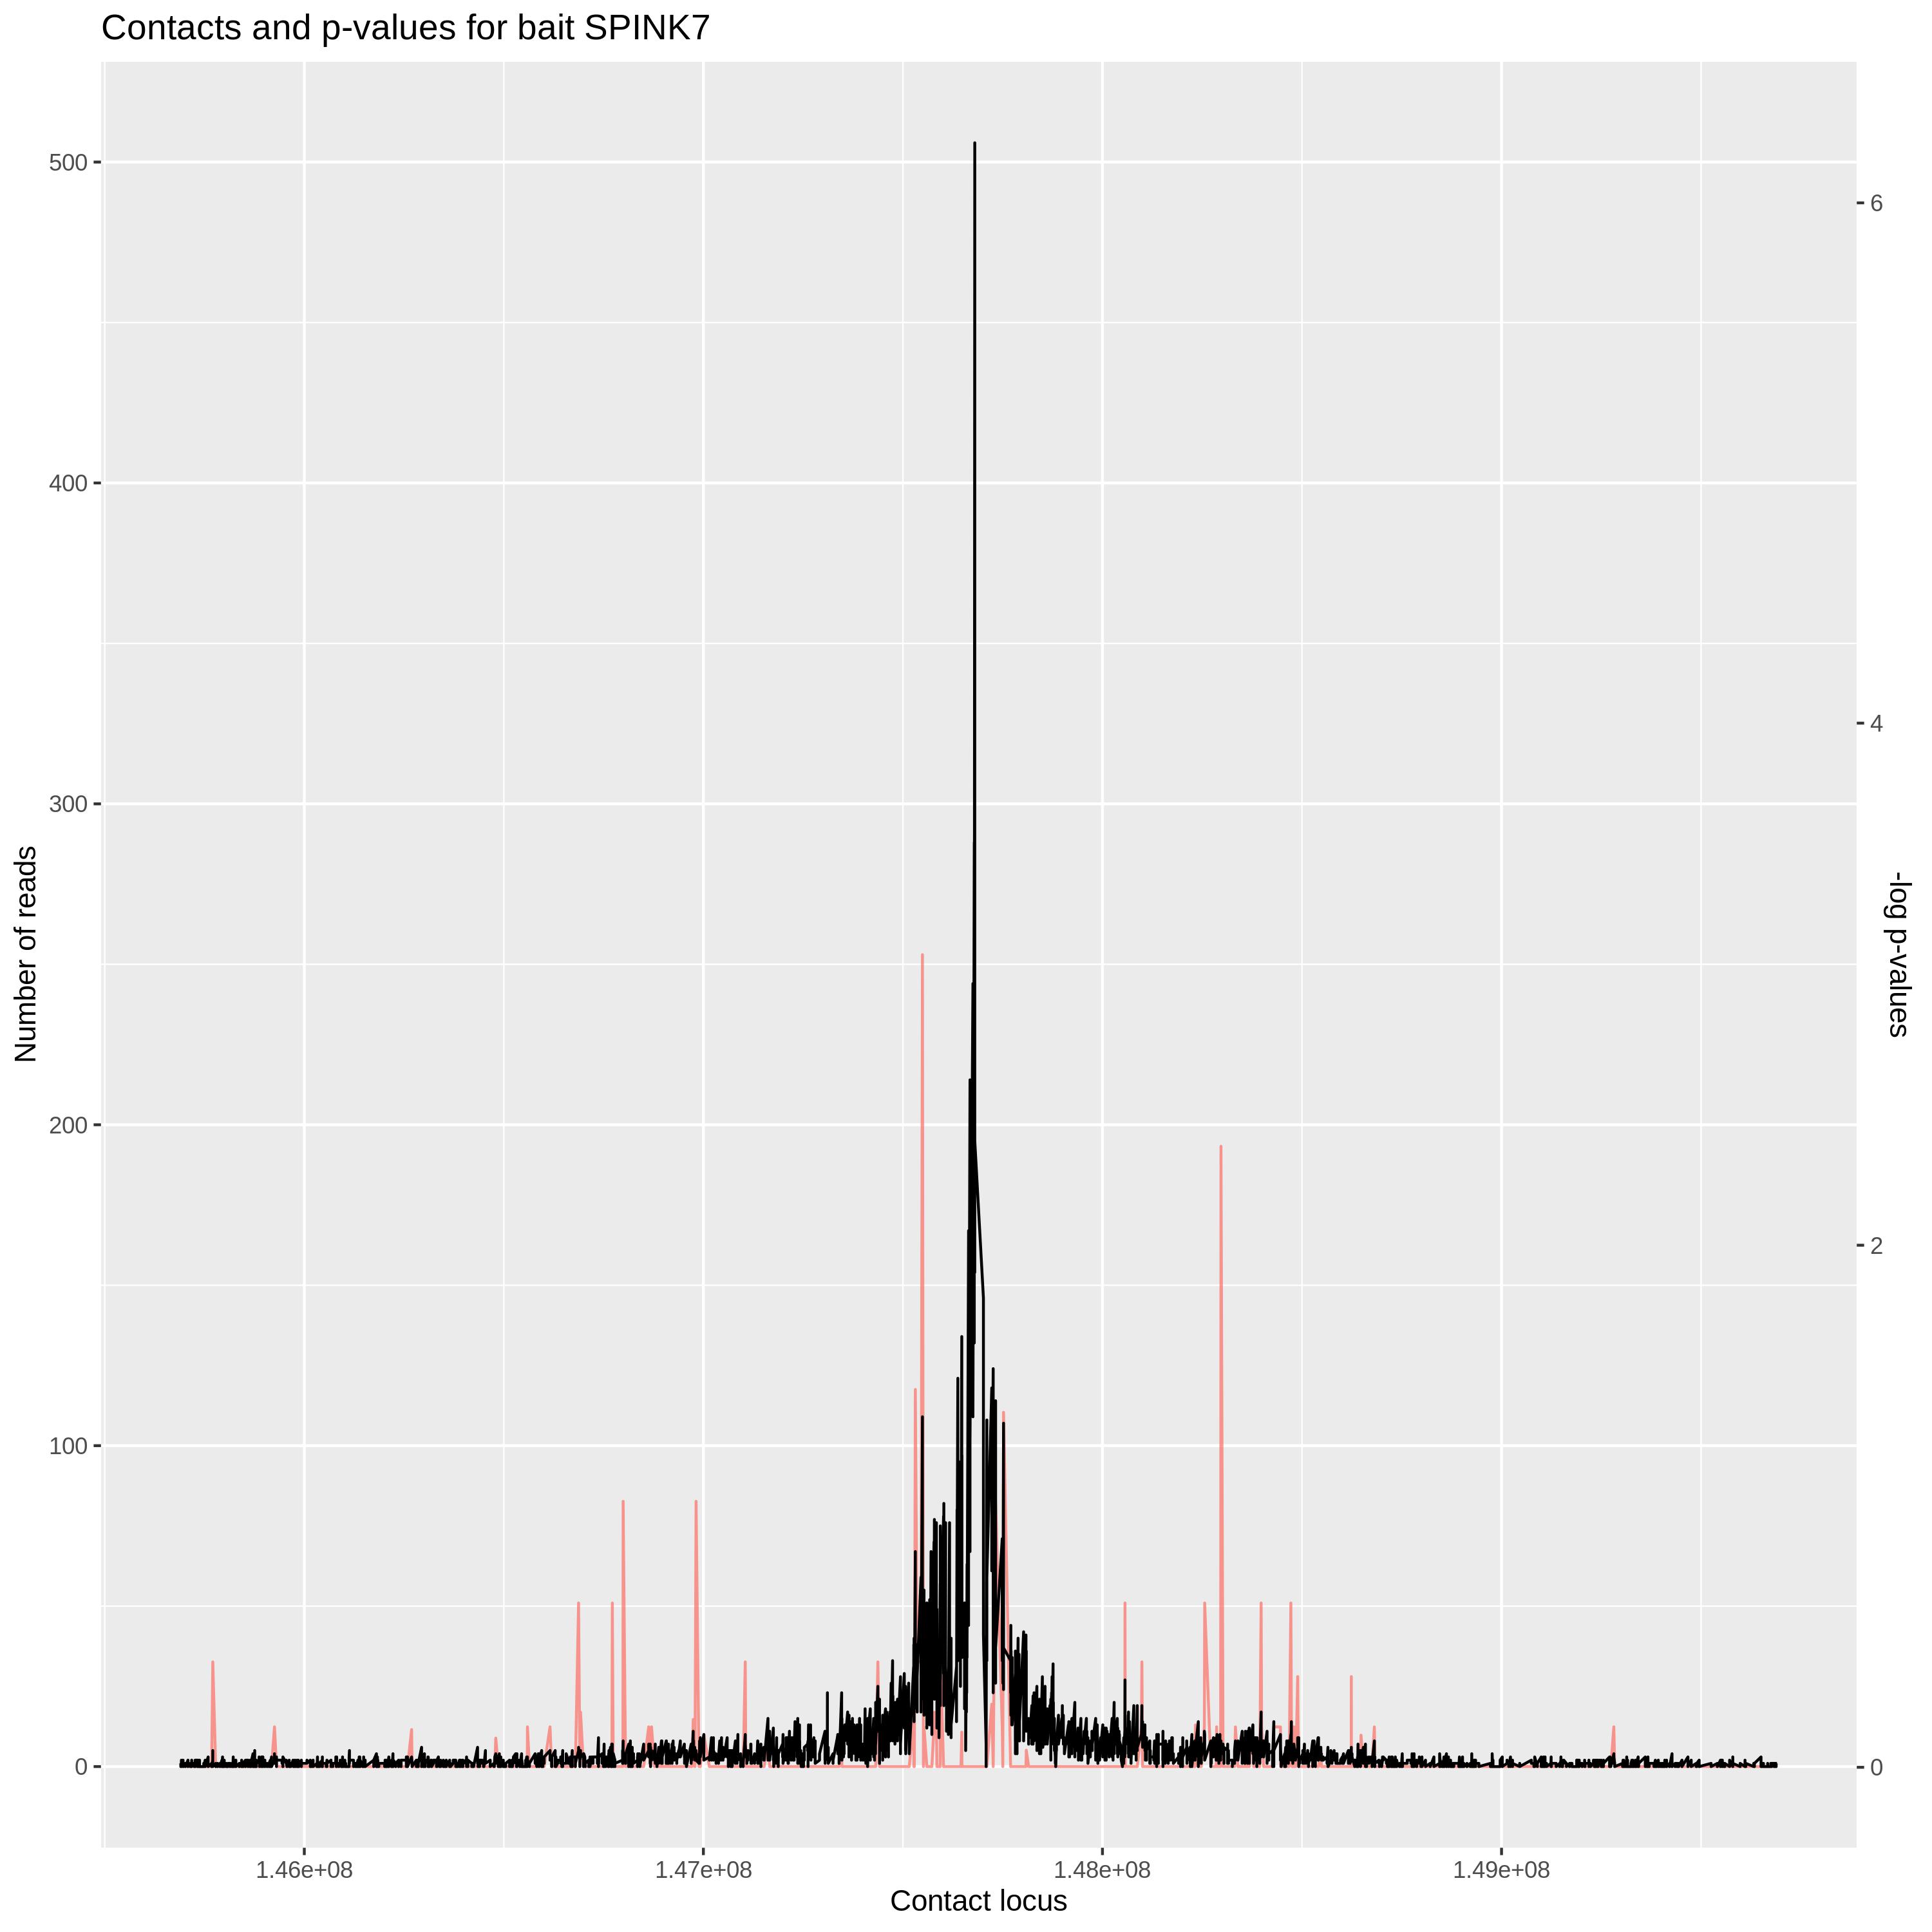 Contacts and p-values for bait SPINK7
500
400
300
200
100
0
Number of reads
6
4
2
0
-log p-values
1.46e+08
1.47e+08
1.48e+08
1.49e+08
Contact locus